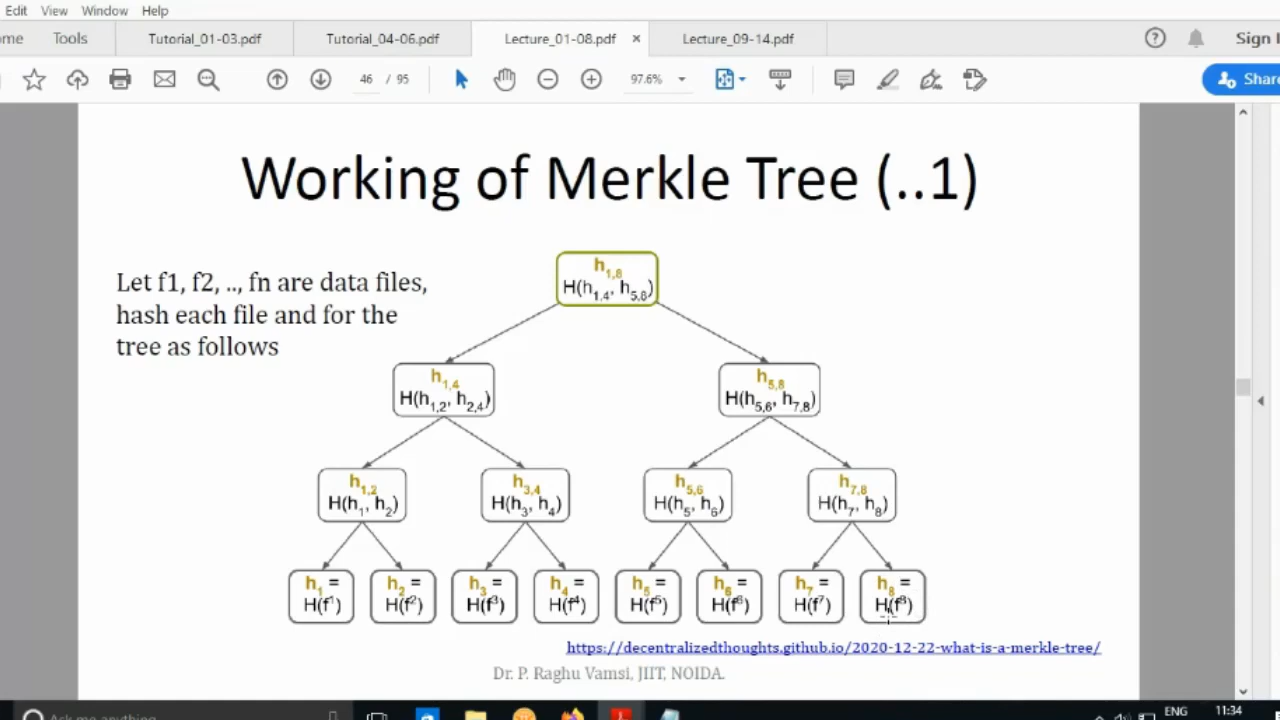 Edit View Window Help
ome Tools Tutorial_01-03.pdf Tutorial_04-06.pdf Lecture_01-08.pdf × Lecture_09-14.pdf ? Sign I
46 / 95 97.6% Share
Working of Merkle Tree (..1)
Let f1, f2, .., fn are data files,
hash each file and for the
tree as follows
h1,8
H(h1,4, h5,8)
h1,4
H(h1,2, h2,4)
h5,8
H(h5,6, h7,8)
h1,2
H(h1, h2)
h3,4
H(h3, h4)
h5,6
H(h5, h6)
h7,8
H(h7, h8)
h1 =
H(f1)
h2 =
H(f2)
h3 =
H(f3)
h4 =
H(f4)
h5 =
H(f5)
h6 =
H(f6)
h7 =
H(f7)
h8 =
H(f8)
https://decentralizedthoughts.github.io/2020-12-22-what-is-a-merkle-tree/
Dr. P. Raghu Vamsi, JIIT, NOIDA.
Ask me anything
ENG 11:34